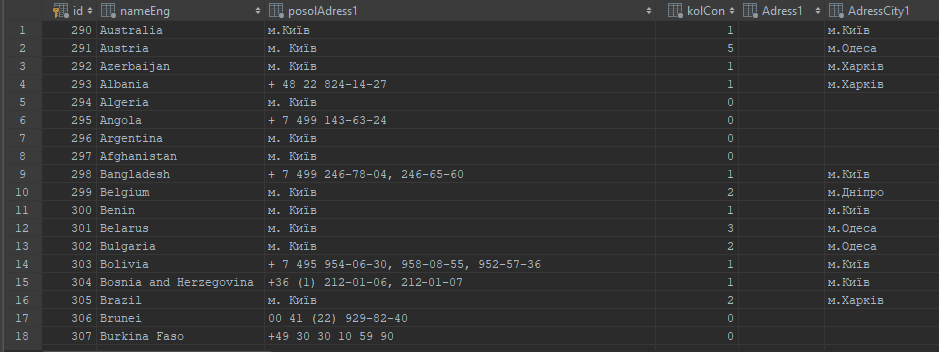 id nameEng posolAdress1 kolCon Adress1 AdressCity1
1 290 Australia м.Київ 1 м.Київ
2 291 Austria м. Київ 5 м.Одеса
3 292 Azerbaijan м. Київ 1 м.Харків
4 293 Albania + 48 22 824-14-27 1 м.Харків
5 294 Algeria м. Київ 0
6 295 Angola + 7 499 143-63-24 0
7 296 Argentina м. Київ 0
8 297 Afghanistan м. Київ 0
9 298 Bangladesh + 7 499 246-78-04, 246-65-60 1 м.Київ
10 299 Belgium м. Київ 2 м.Дніпро
11 300 Benin м. Київ 1 м.Київ
12 301 Belarus м. Київ 3 м.Одеса
13 302 Bulgaria м. Київ 2 м.Одеса
14 303 Bolivia + 7 495 954-06-30, 958-08-55, 952-57-36 1 м.Київ
15 304 Bosnia and Herzegovina +36 (1) 212-01-06, 212-01-07 1 м.Київ
16 305 Brazil м. Київ 2 м.Харків
17 306 Brunei 00 41 (22) 929-82-40 0
18 307 Burkina Faso +49 30 30 10 59 90 0